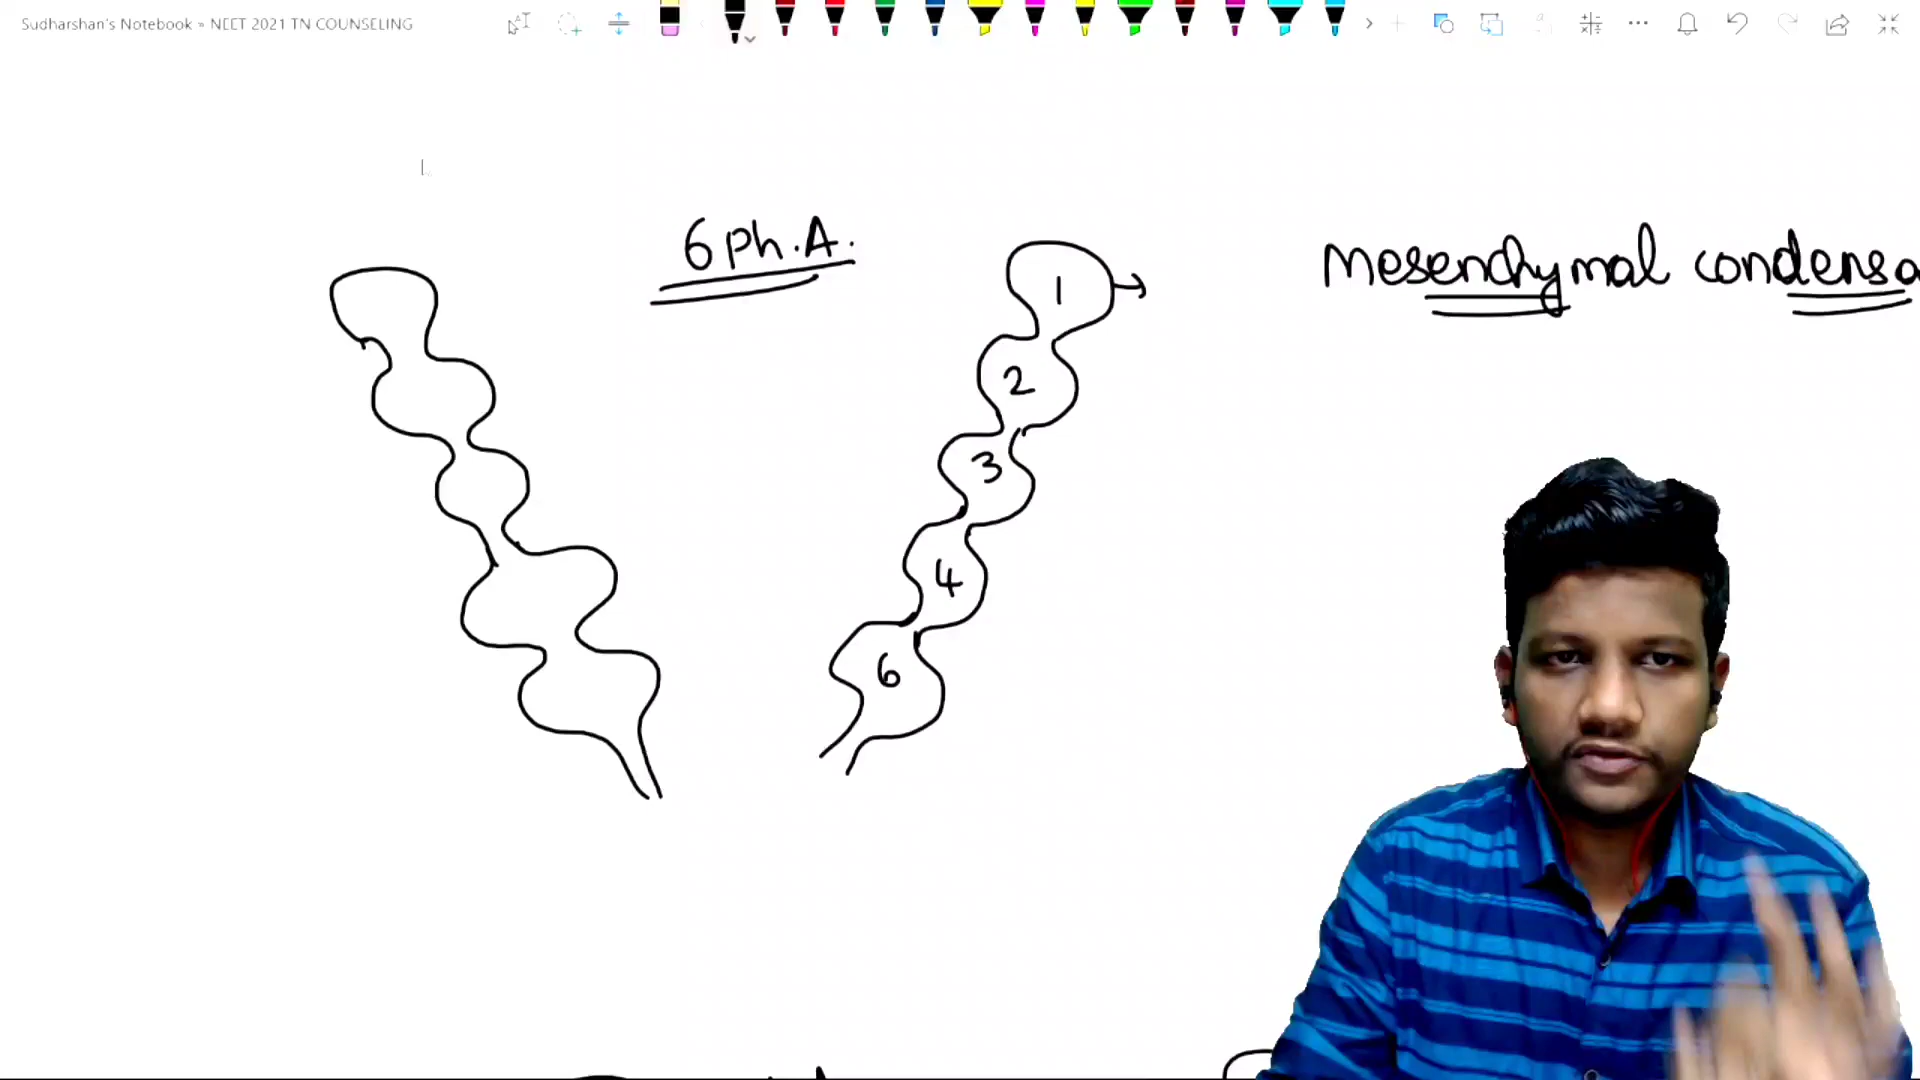 Sudharshan's Notebook » NEET 2021 TN COUNSELING
6 Ph.A.
mesenchymal condensa
1
2
3
4
6